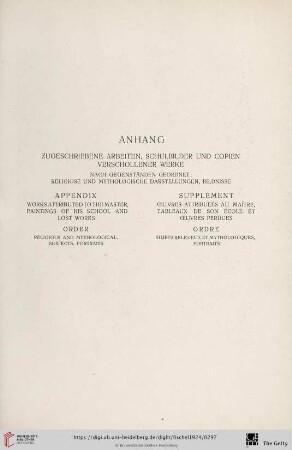 ANHANG
ZUGESCHRIEBENE ARBEITEN, SCHULBILDER UND COPIEN
VERSCHOLLENER WERKE
NACH GEGENSTÄNDEN GEORDNET:
RELIGIÖSE UND MYTHOLOGISCHE DARSTELLUNGEN, BILDNISSE
APPENDIX
WORKS ATTRIBUTED TO THE MASTER,
PAINTINGS OF HIS SCHOOL AND
LOST WORKS
ORDER
RELIGIOUS AND MYTHOLOGICAL
SUBJECTS, PORTRAITS
SUPPLEMENT
ŒUVRES ATTRIBUÉES AU MAÎTRE,
TABLEAUX DE SON ÉCOLE ET
ŒUVRES PERDUES
ORDRE
SUJETS RELIGIEUX ET MYTHOLOGIQUES,
PORTRAITS
https://digi.ub.uni-heidelberg.de/diglit/fischel1924/0297
© Universitätsbibliothek Heidelberg
The Getty